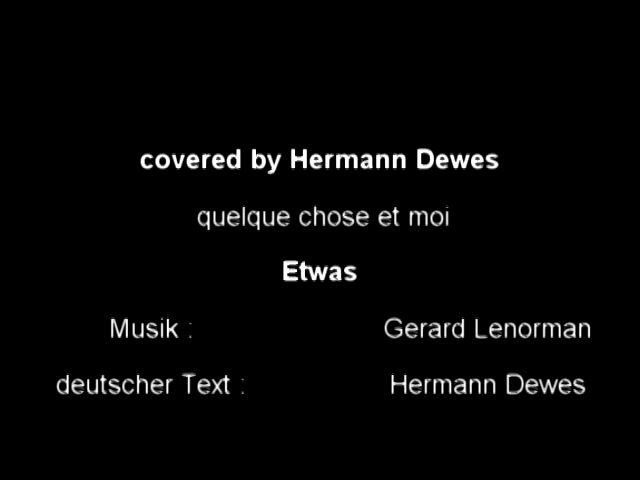 covered by Hermann Dewes
quelque chose et moi
Etwas
Musik : Gerard Lenorman
deutscher Text : Hermann Dewes